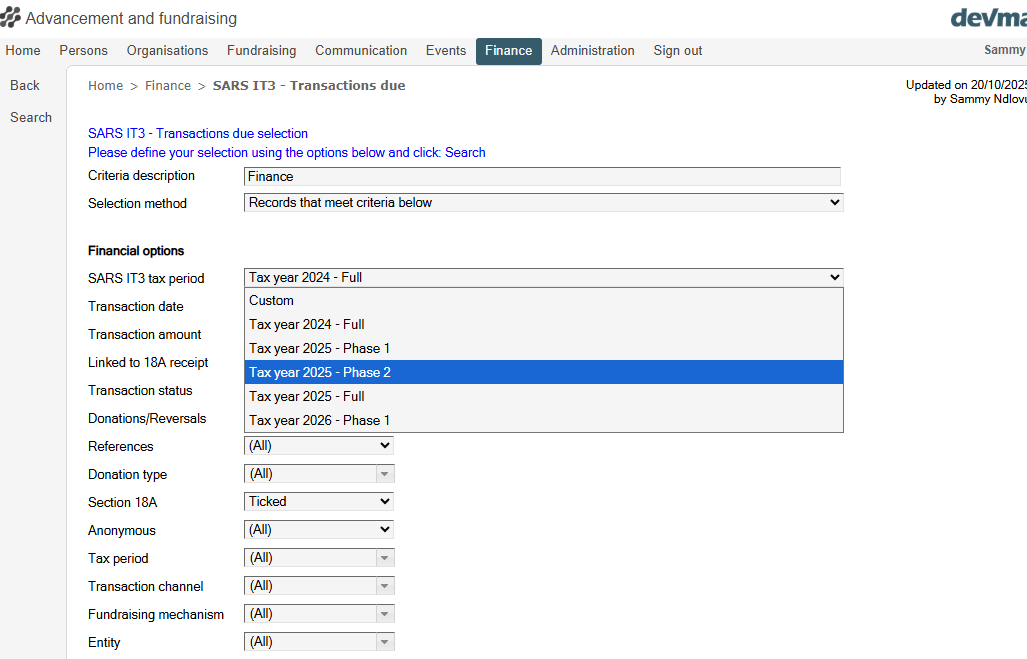 Advancement and fundraising
devma
Home Persons Organisations Fundraising Communication Events Finance Administration Sign out Sammy
Back
Search
Home > Finance > SARS IT3 - Transactions due
Updated on 20/10/2025
by Sammy Ndlovu
SARS IT3 - Transactions due selection
Please define your selection using the options below and click: Search
Criteria description Finance
Selection method Records that meet criteria below
Financial options
SARS IT3 tax period Tax year 2024 - Full
Custom
Transaction date
Tax year 2024 - Full
Transaction amount
Tax year 2025 - Phase 1
Linked to 18A receipt
Tax year 2025 - Phase 2
Transaction status
Tax year 2025 - Full
Donations/Reversals
Tax year 2026 - Phase 1
References (All)
Donation type (All)
Section 18A Ticked
Anonymous (All)
Tax period (All)
Transaction channel (All)
Fundraising mechanism (All)
Entity (All)